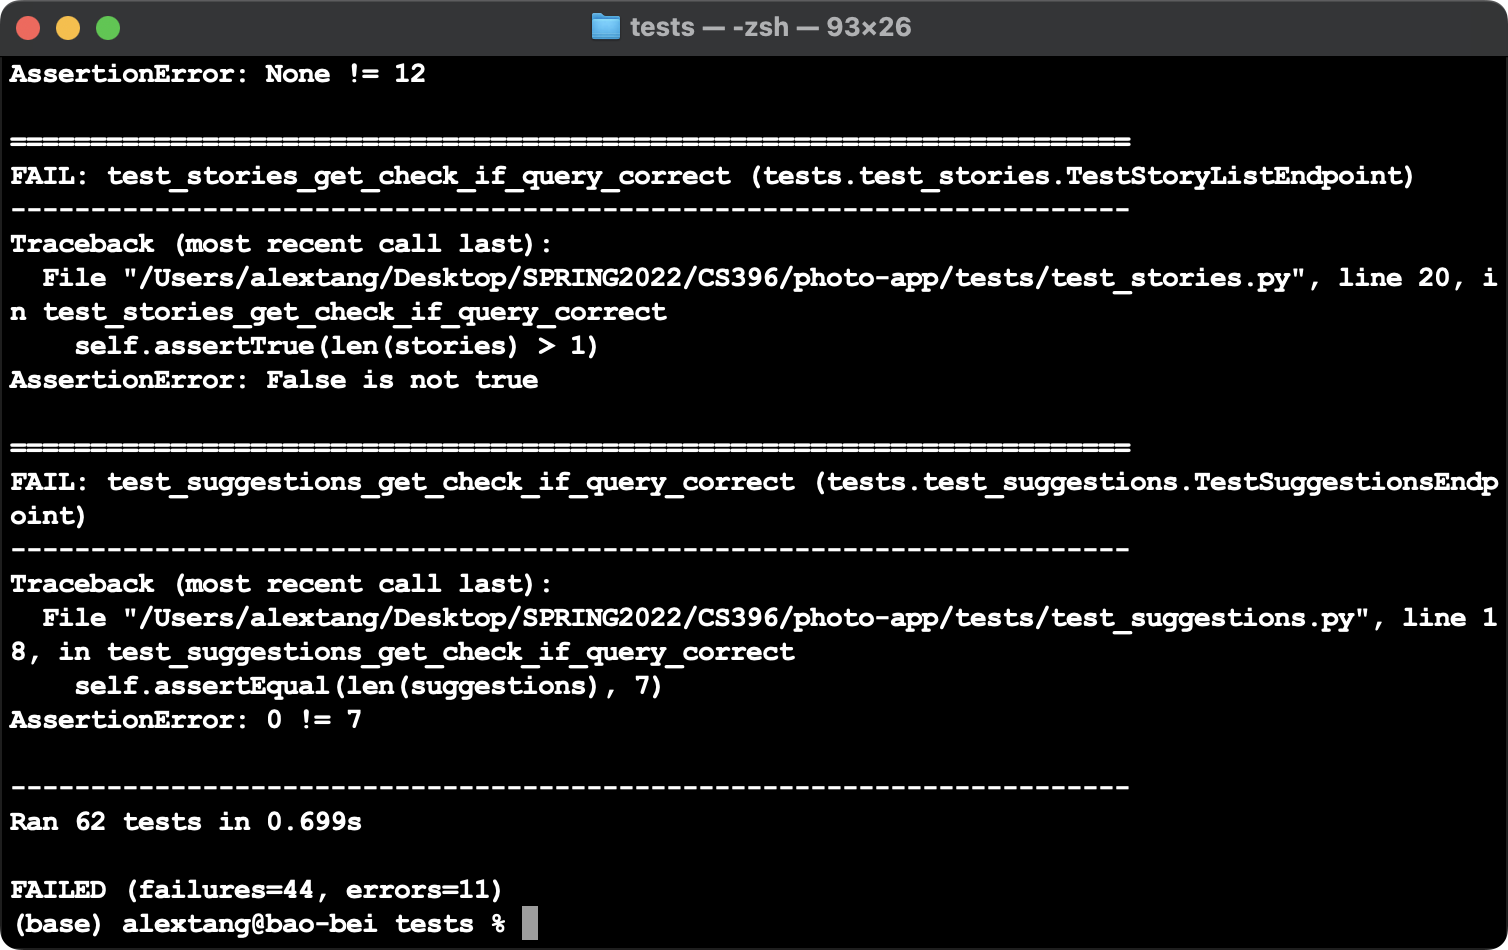 tests — -zsh — 93×26
AssertionError: None != 12
======================================================================
FAIL: test_stories_get_check_if_query_correct (tests.test_stories.TestStoryListEndpoint)
----------------------------------------------------------------------
Traceback (most recent call last):
  File "/Users/alextang/Desktop/SPRING2022/CS396/photo-app/tests/test_stories.py", line 20, i
n test_stories_get_check_if_query_correct
    self.assertTrue(len(stories) > 1)
AssertionError: False is not true
======================================================================
FAIL: test_suggestions_get_check_if_query_correct (tests.test_suggestions.TestSuggestionsEndp
oint)
----------------------------------------------------------------------
Traceback (most recent call last):
  File "/Users/alextang/Desktop/SPRING2022/CS396/photo-app/tests/test_suggestions.py", line 1
8, in test_suggestions_get_check_if_query_correct
    self.assertEqual(len(suggestions), 7)
AssertionError: 0 != 7
----------------------------------------------------------------------
Ran 62 tests in 0.699s
FAILED (failures=44, errors=11)
(base) alextang@bao-bei tests %